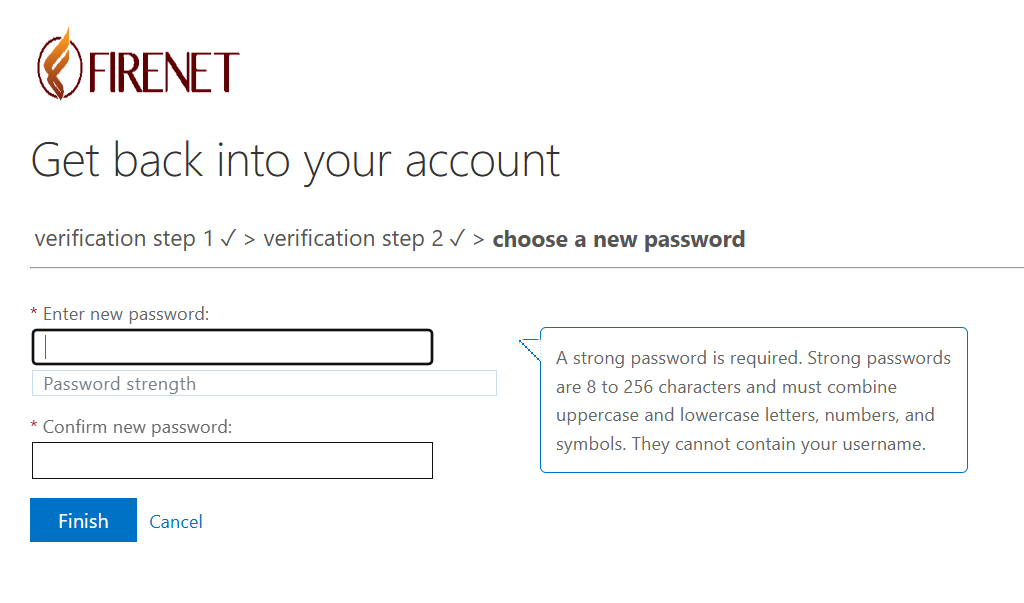 FIRENET
Get back into your account
verification step 1 ✓ > verification step 2 ✓ > choose a new password
* Enter new password:
Password strength
* Confirm new password:
Finish Cancel
A strong password is required. Strong passwords
are 8 to 256 characters and must combine
uppercase and lowercase letters, numbers, and
symbols. They cannot contain your username.